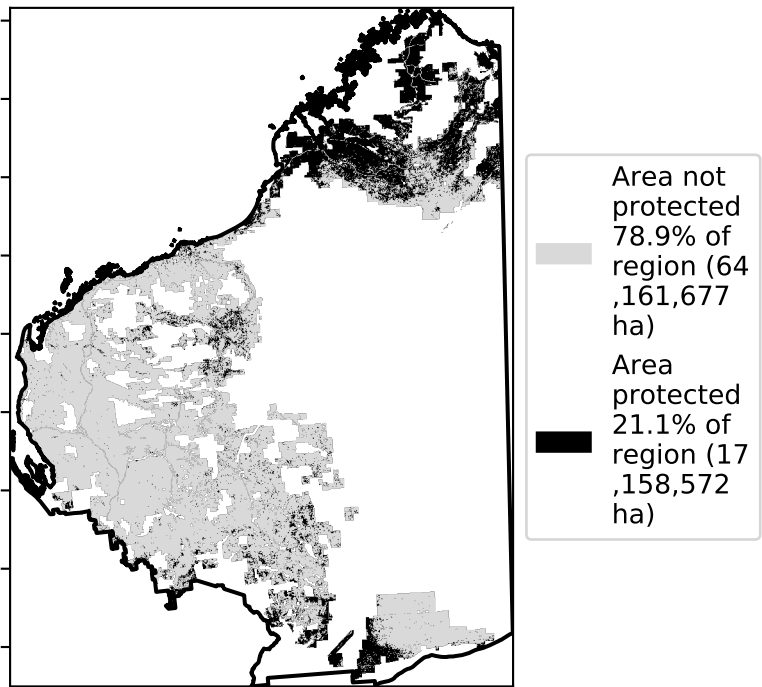 Area not
protected
78.9% of
region (64
,161,677
ha)
Area
protected
21.1% of
region (17
,158,572
ha)